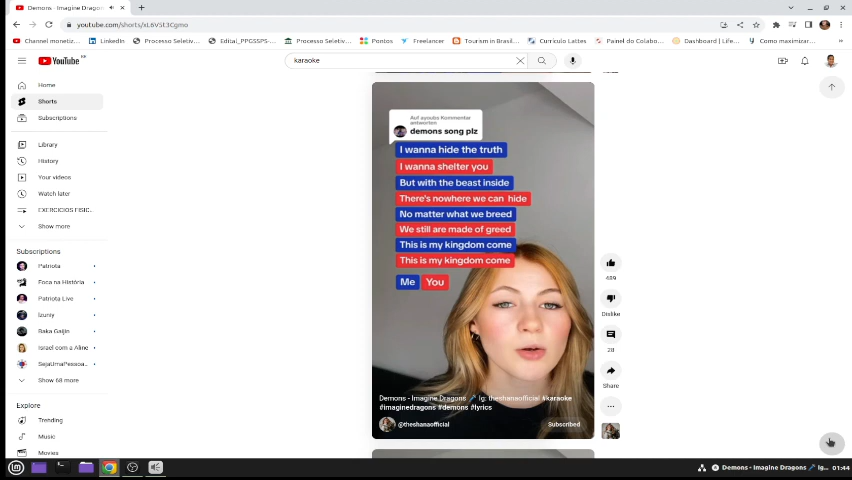 Demons - Imagine Dragons
youtube.com/shorts/xL6V5t3Cgmo
Channel monetiz...
LinkedIn
Processo Seletiv...
Edital_PPGSSPS-...
Processo Seletiv...
Pontos
Freelancer
Tourism in Brasil...
Currículo Lattes
Painel do Colabo...
Dashboard | Life...
Como maximizar...
YouTube
BR
karaoke
Home
Shorts
Subscriptions
Library
History
Your videos
Watch later
EXERCICIOS FISIC...
Show more
Subscriptions
Patriota
Foca na História
Patriota Live
Izuniy
Baka Gaijin
Israel com a Aline
SejaUmaPessoa...
Show 68 more
Explore
Trending
Music
Movies
Auf ayoubs Kommentar
antworten
demons song plz
I wanna hide the truth
I wanna shelter you
But with the beast inside
There's nowhere we can hide
No matter what we breed
We still are made of greed
This is my kingdom come
This is my kingdom come
Me You
Demons - Imagine Dragons 🎤 Ig: theshanaofficial #karaoke
#imaginedragons #demons #lyrics
@theshanaofficial
Subscribed
489
Dislike
28
Share
Demons - Imagine Dragons 🎤 Ig...
01:44